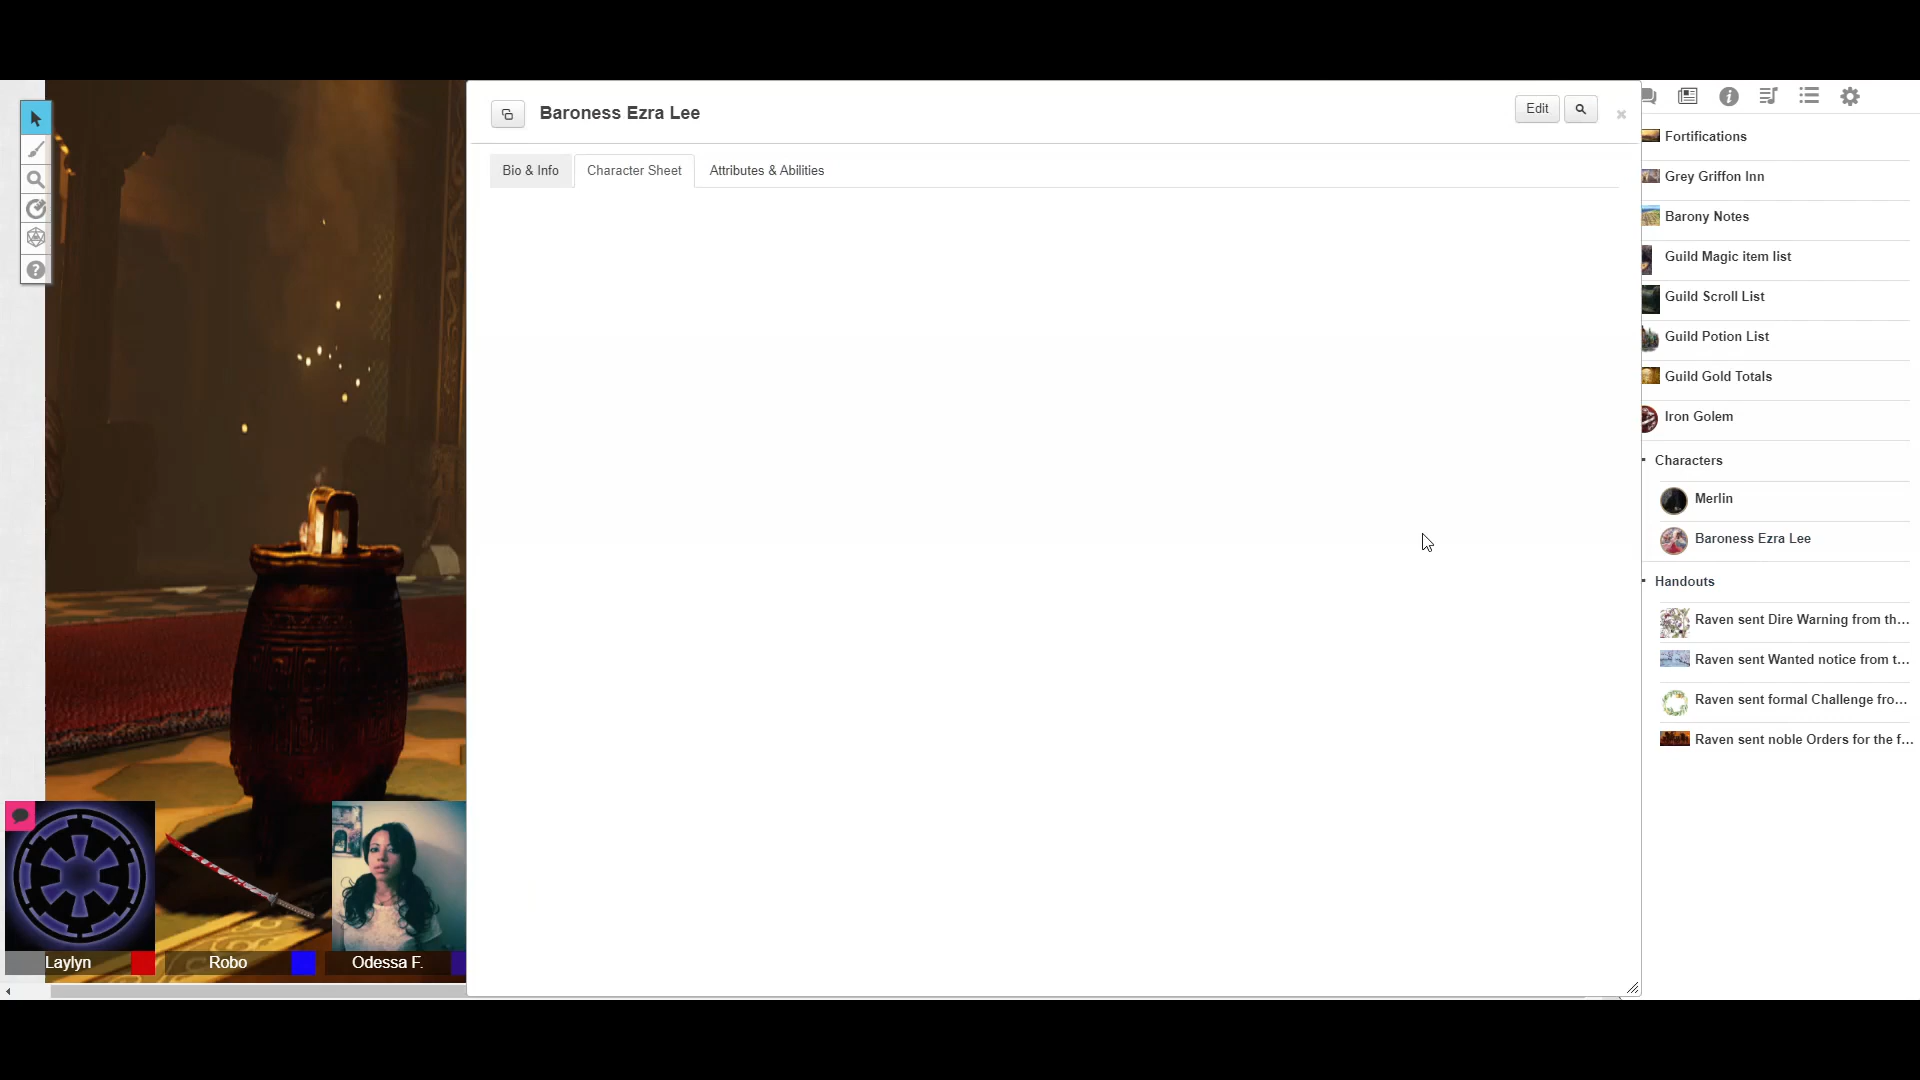 Baroness Ezra Lee
Edit
Bio & Info
Character Sheet
Attributes & Abilities
Fortifications
Grey Griffon Inn
Barony Notes
Guild Magic item list
Guild Scroll List
Guild Potion List
Guild Gold Totals
Iron Golem
Characters
Merlin
Baroness Ezra Lee
Handouts
Raven sent Dire Warning from th...
Raven sent Wanted notice from t...
Raven sent formal Challenge fro...
Raven sent noble Orders for the f...
Laylyn
Robo
Odessa F.